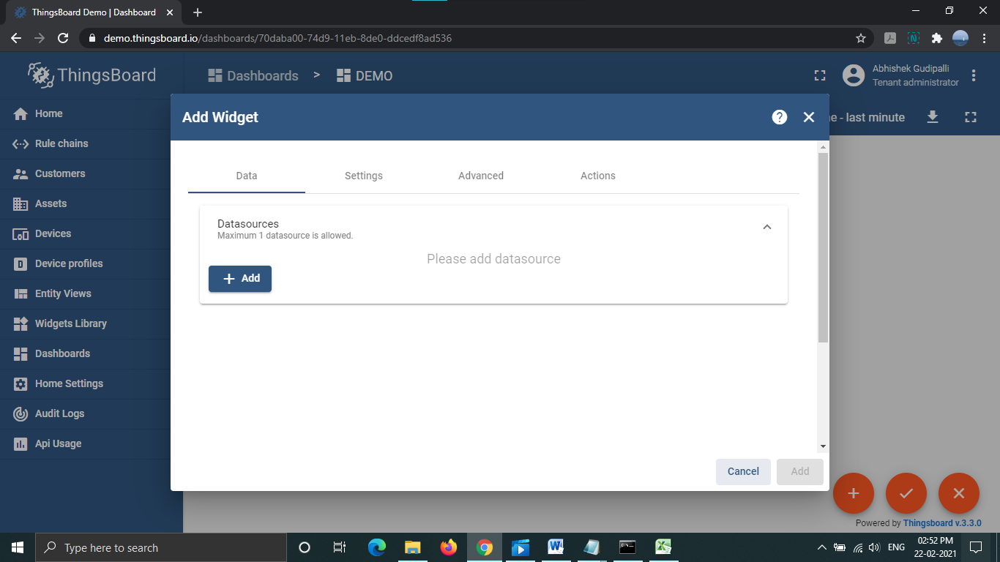 ThingsBoard Demo | Dashboard
demo.thingsboard.io/dashboards/70daba00-74d9-11eb-8de0-ddcedf8ad536
ThingsBoard
Dashboards > DEMO
Abhishek Gudipalli
Tenant administrator
Home
Rule chains
Customers
Assets
Devices
Device profiles
Entity Views
Widgets Library
Dashboards
Home Settings
Audit Logs
Api Usage
e - last minute
Add Widget
Data Settings Advanced Actions
Datasources
Maximum 1 datasource is allowed.
Please add datasource
+ Add
Cancel Add
Powered by Thingsboard v.3.3.0
Type here to search
ENG
02:52 PM
22-02-2021